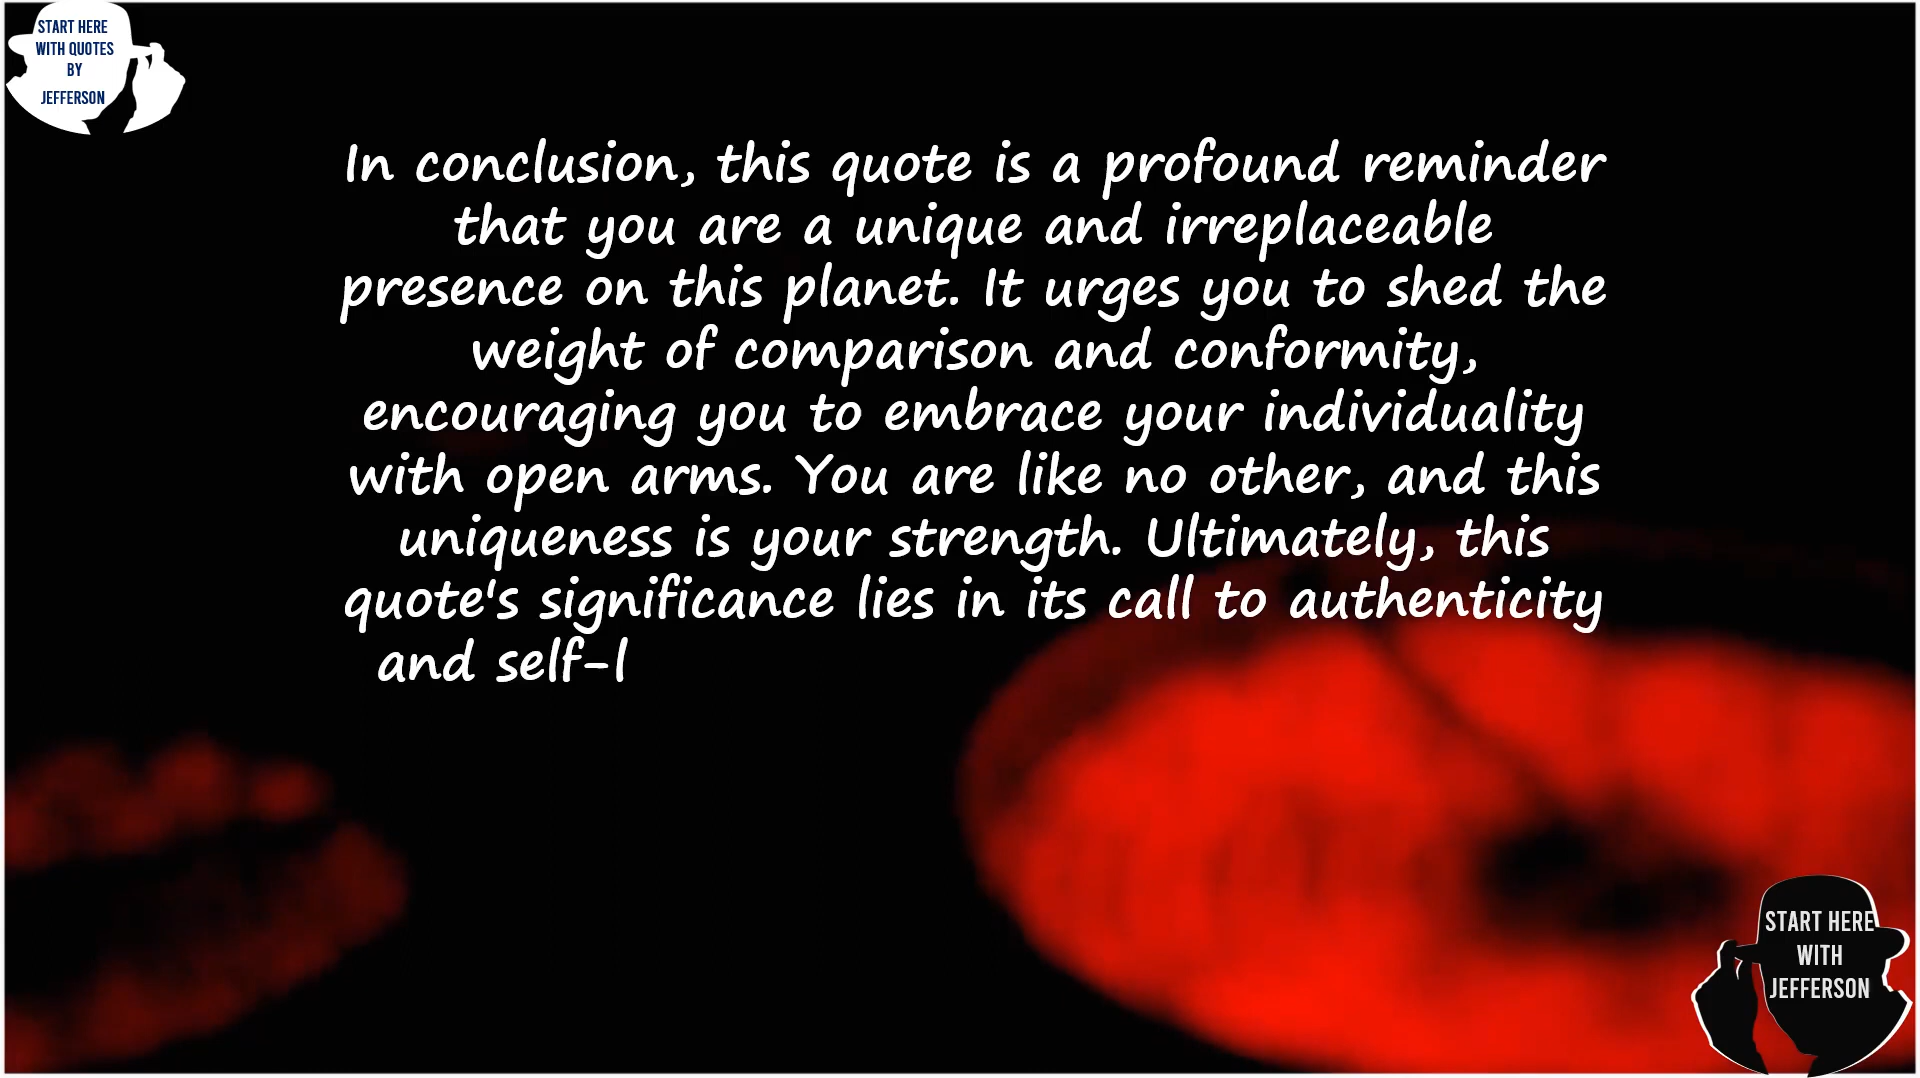 START HERE
WITH QUOTES
BY
JEFFERSON
In conclusion, this quote is a profound reminder
that you are a unique and irreplaceable
presence on this planet. It urges you to shed the
weight of comparison and conformity,
encouraging you to embrace your individuality
with open arms. You are like no other, and this
uniqueness is your strength. Ultimately, this
quote's significance lies in its call to authenticity
and self-l
START HERE
WITH
JEFFERSON